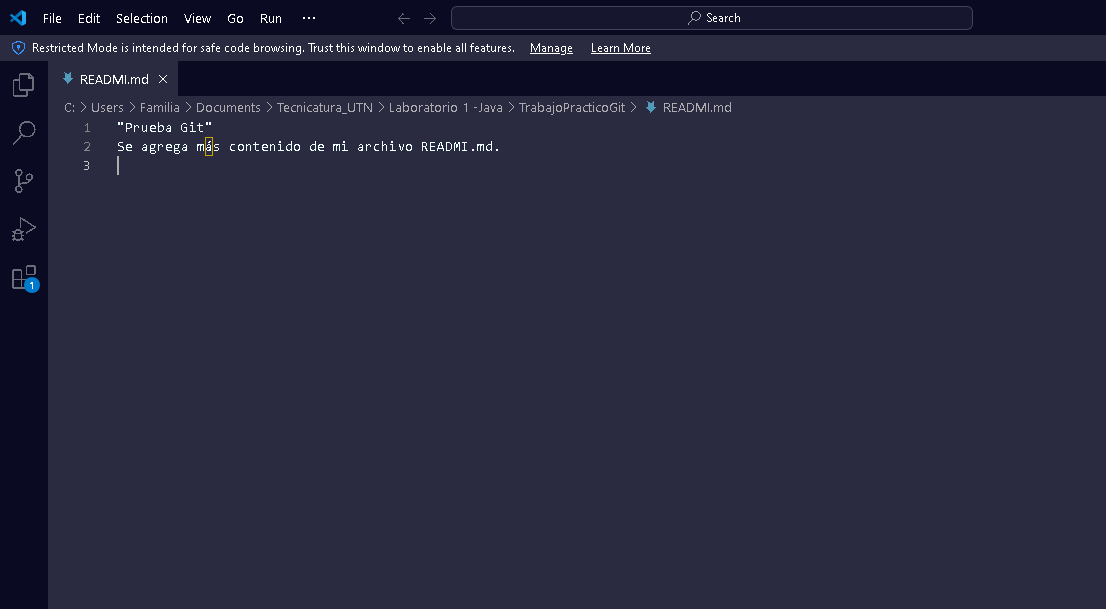 File Edit Selection View Go Run ···
Search
Restricted Mode is intended for safe code browsing. Trust this window to enable all features. Manage Learn More
READMI.md
C: > Users > Familia > Documents > Tecnicatura_UTN > Laboratorio 1 -Java > TrabajoPracticoGit > READMI.md
1 "Prueba Git"
2 Se agrega más contenido de mi archivo READMI.md.
3
1